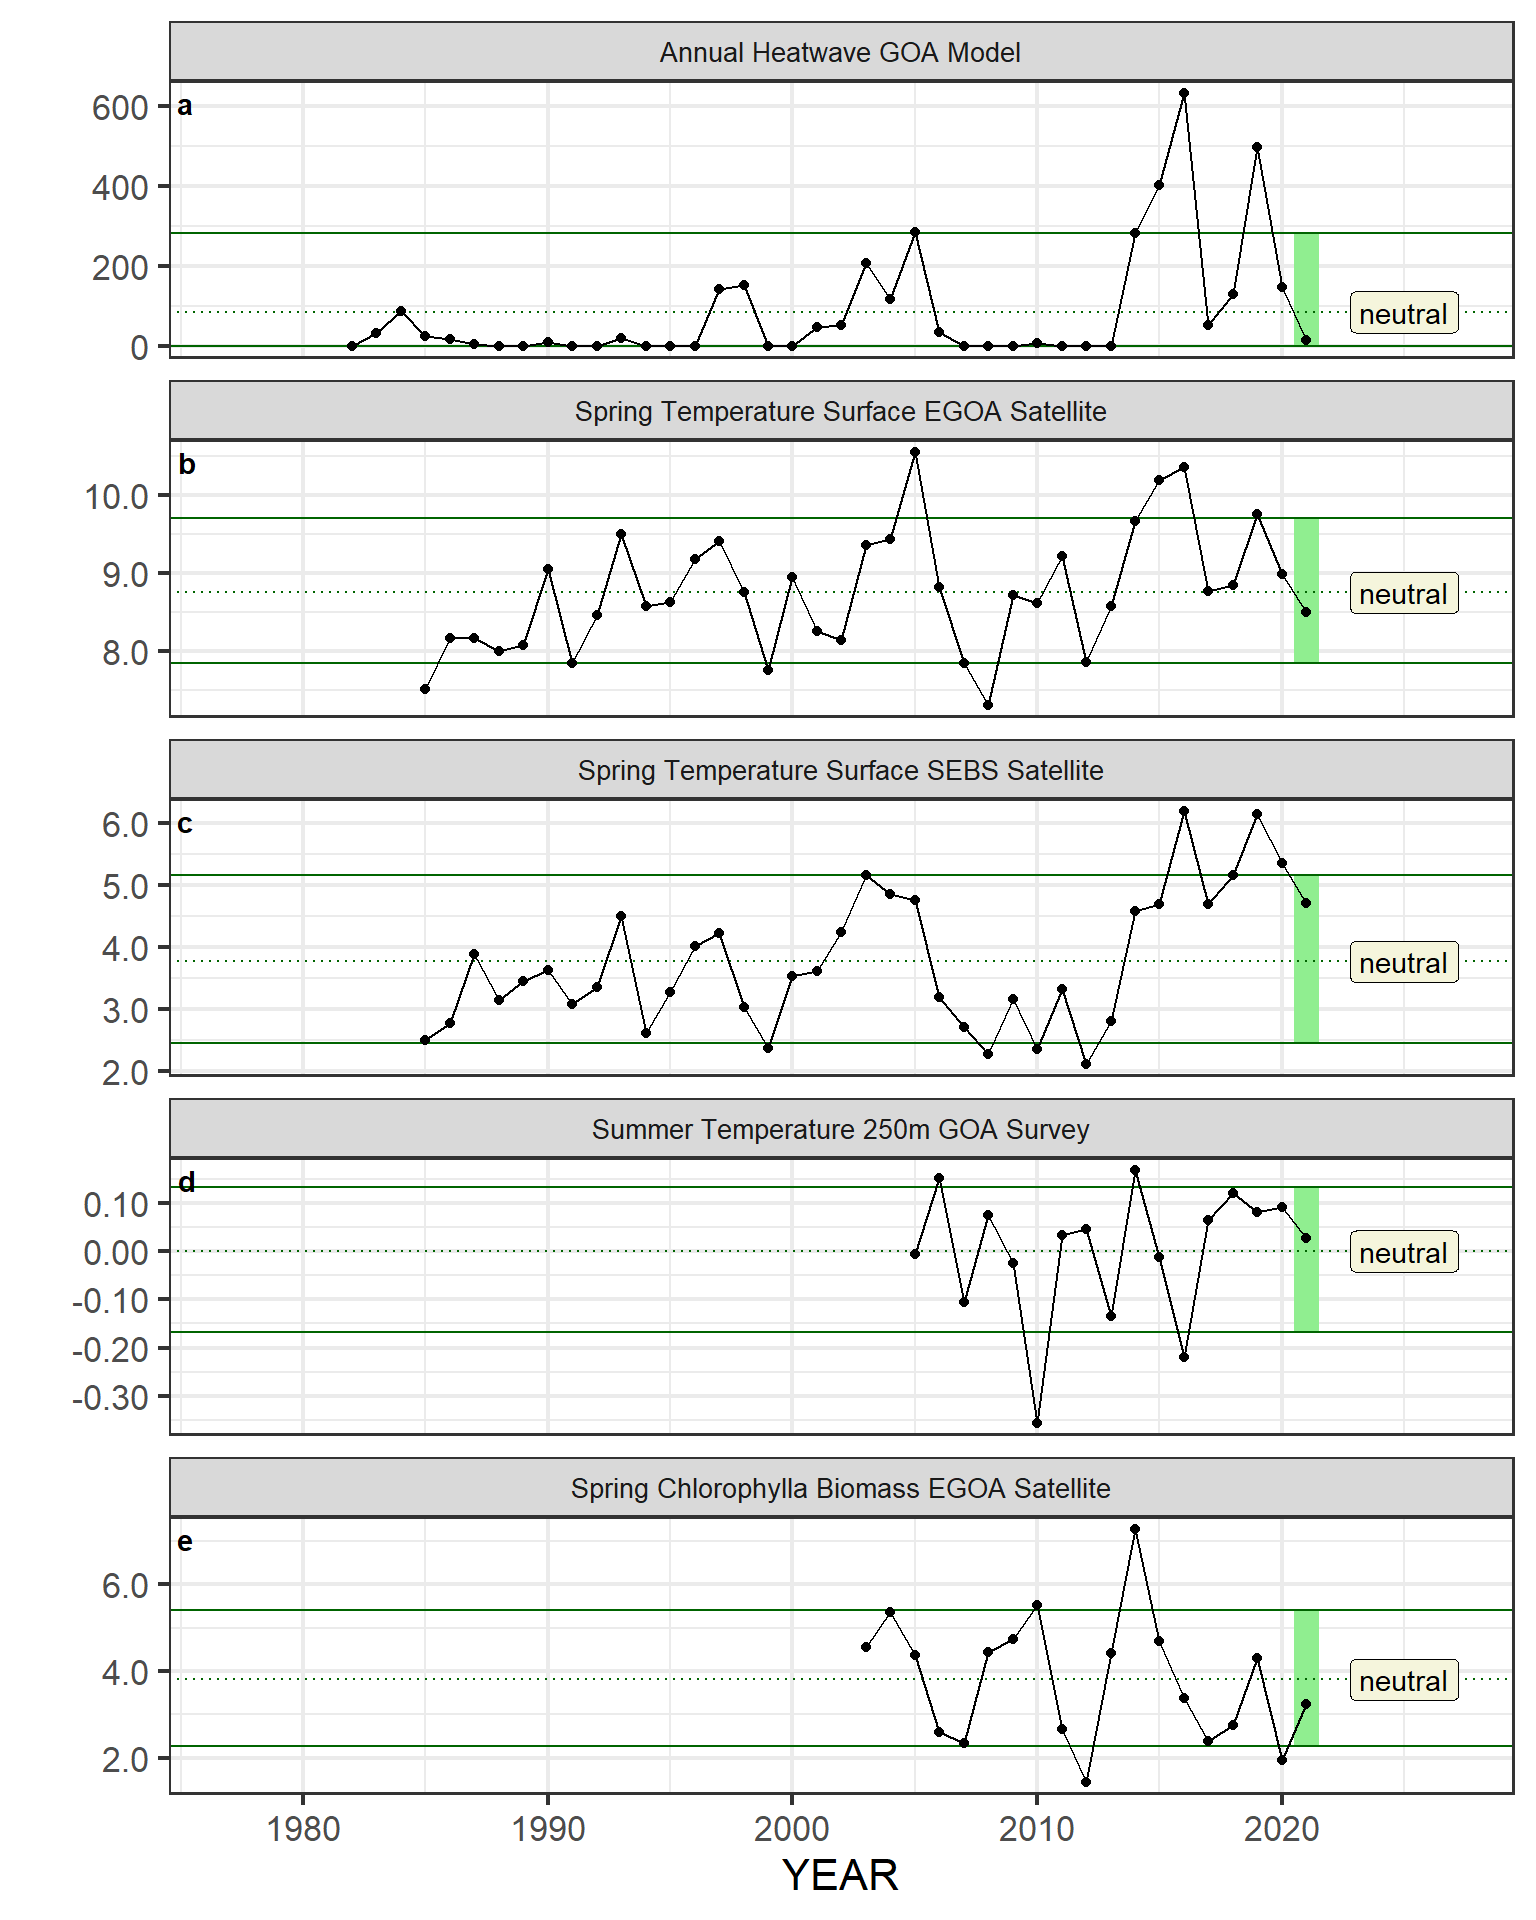 Annual Heatwave GOA Model
a
600
400
200
0
neutral
Spring Temperature Surface EGOA Satellite
b
10.0
9.0
8.0
neutral
Spring Temperature Surface SEBS Satellite
c
6.0
5.0
4.0
3.0
2.0
neutral
Summer Temperature 250m GOA Survey
d
0.10
0.00
-0.10
-0.20
-0.30
neutral
Spring Chlorophylla Biomass EGOA Satellite
e
6.0
4.0
2.0
neutral
1980 1990 2000 2010 2020
YEAR